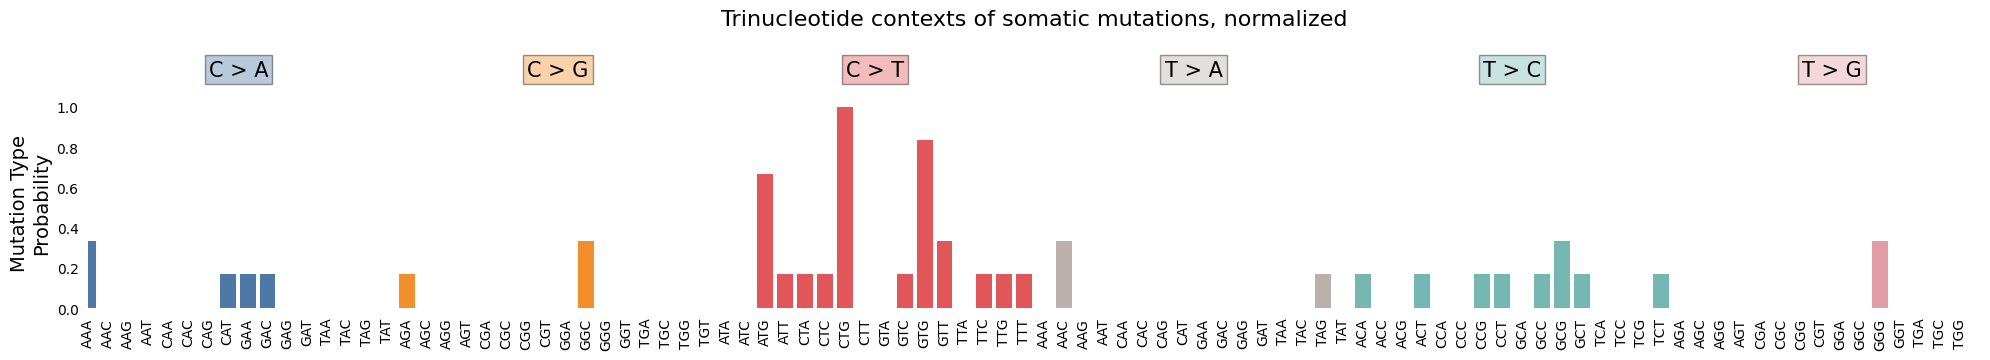 Trinucleotide contexts of somatic mutations, normalized
C > A C > G C > T T > A T > C T > G
Mutation Type
Probability
1.0
0.8
0.6
0.4
0.2
0.0
AAA AAC AAG AAT CAA CAC CAG CAT GAA GAC GAG GAT TAA TAC TAG TAT AGA AGC AGG AGT CGA CGC CGG CGT GGA GGC GGG GGT TGA TGC TGG TGT ATA ATC ATG ATT CTA CTC CTG CTT GTA GTC GTG GTT TTA TTC TTG TTT AAA AAC AAG AAT CAA CAC CAG CAT GAA GAC GAG GAT TAA TAC TAG TAT ACA ACC ACG ACT CCA CCC CCG CCT GCA GCC GCG GCT TCA TCC TCG TCT AGA AGC AGG AGT CGA CGC CGG CGT GGA GGC GGG GGT TGA TGC TGG